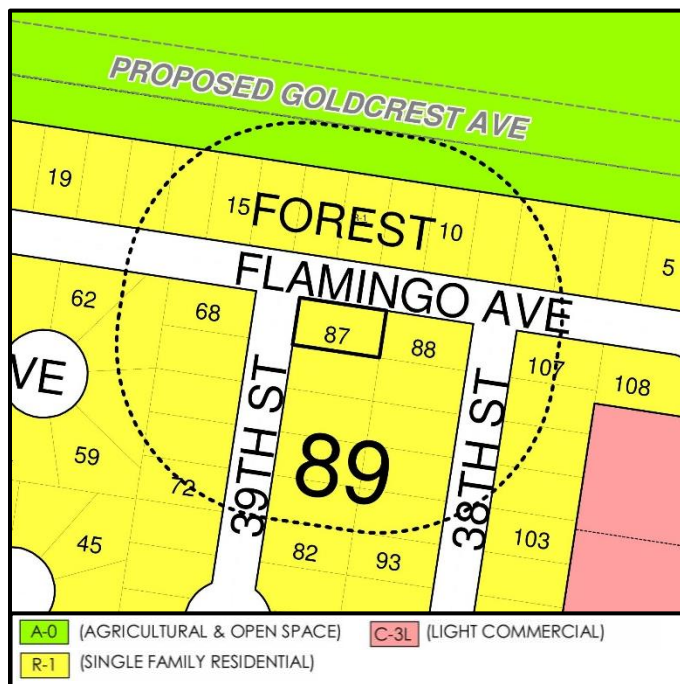 PROPOSED GOLDCREST AVE
19
15
FOREST
R-1
10
5
FLAMINGO AVE
62
68
87
88
107
108
VE
39TH ST
38TH ST
89
59
72
45
82
93
103
A-0 (AGRICULTURAL & OPEN SPACE)
C-3L (LIGHT COMMERCIAL)
R-1 (SINGLE FAMILY RESIDENTIAL)